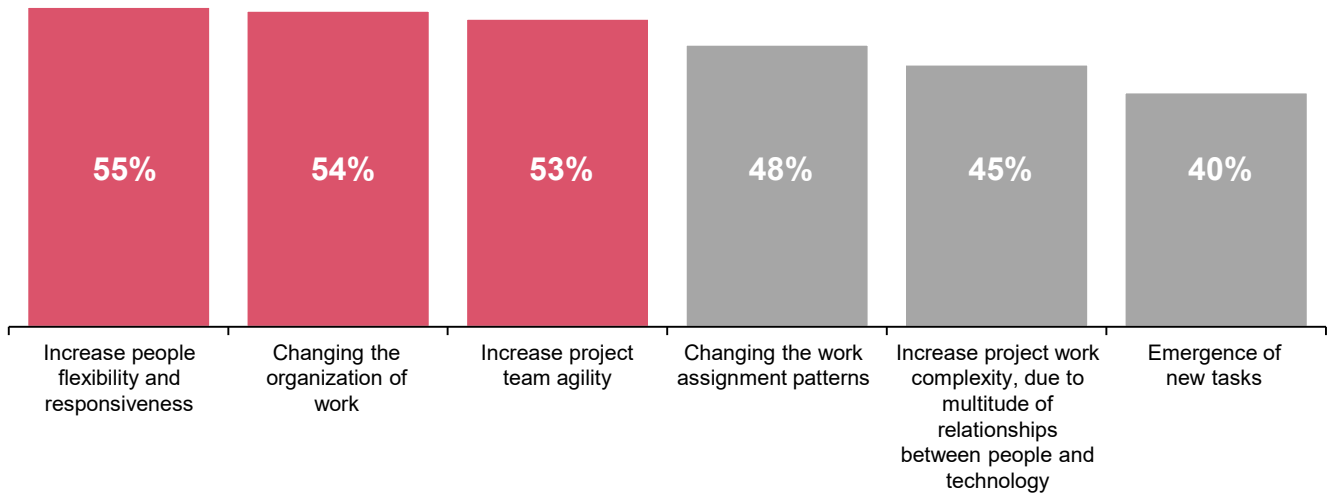 55%
54%
53%
48%
45%
40%
Increase people
flexibility and
responsiveness
Changing the
organization of
work
Increase project
team agility
Changing the work
assignment patterns
Increase project work
complexity, due to
multitude of
relationships
between people and
technology
Emergence of
new tasks